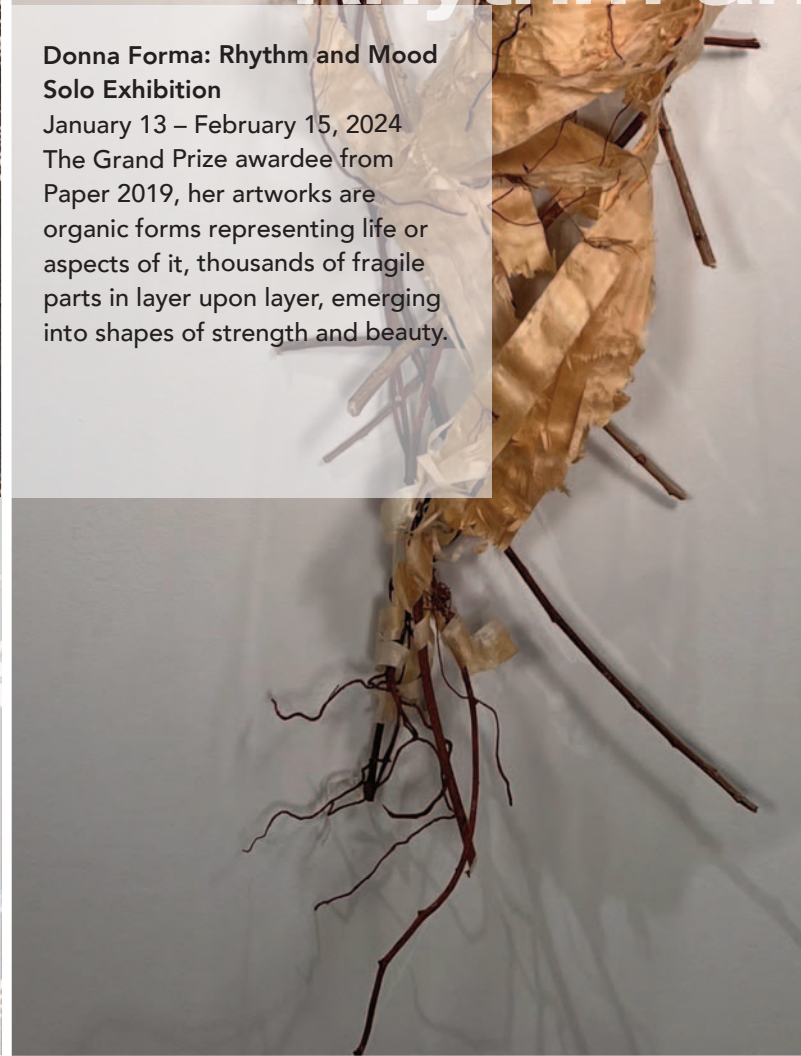 Donna Forma: Rhythm and Mood
Solo Exhibition
January 13 – February 15, 2024
The Grand Prize awardee from
Paper 2019, her artworks are
organic forms representing life or
aspects of it, thousands of fragile
parts in layer upon layer, emerging
into shapes of strength and beauty.